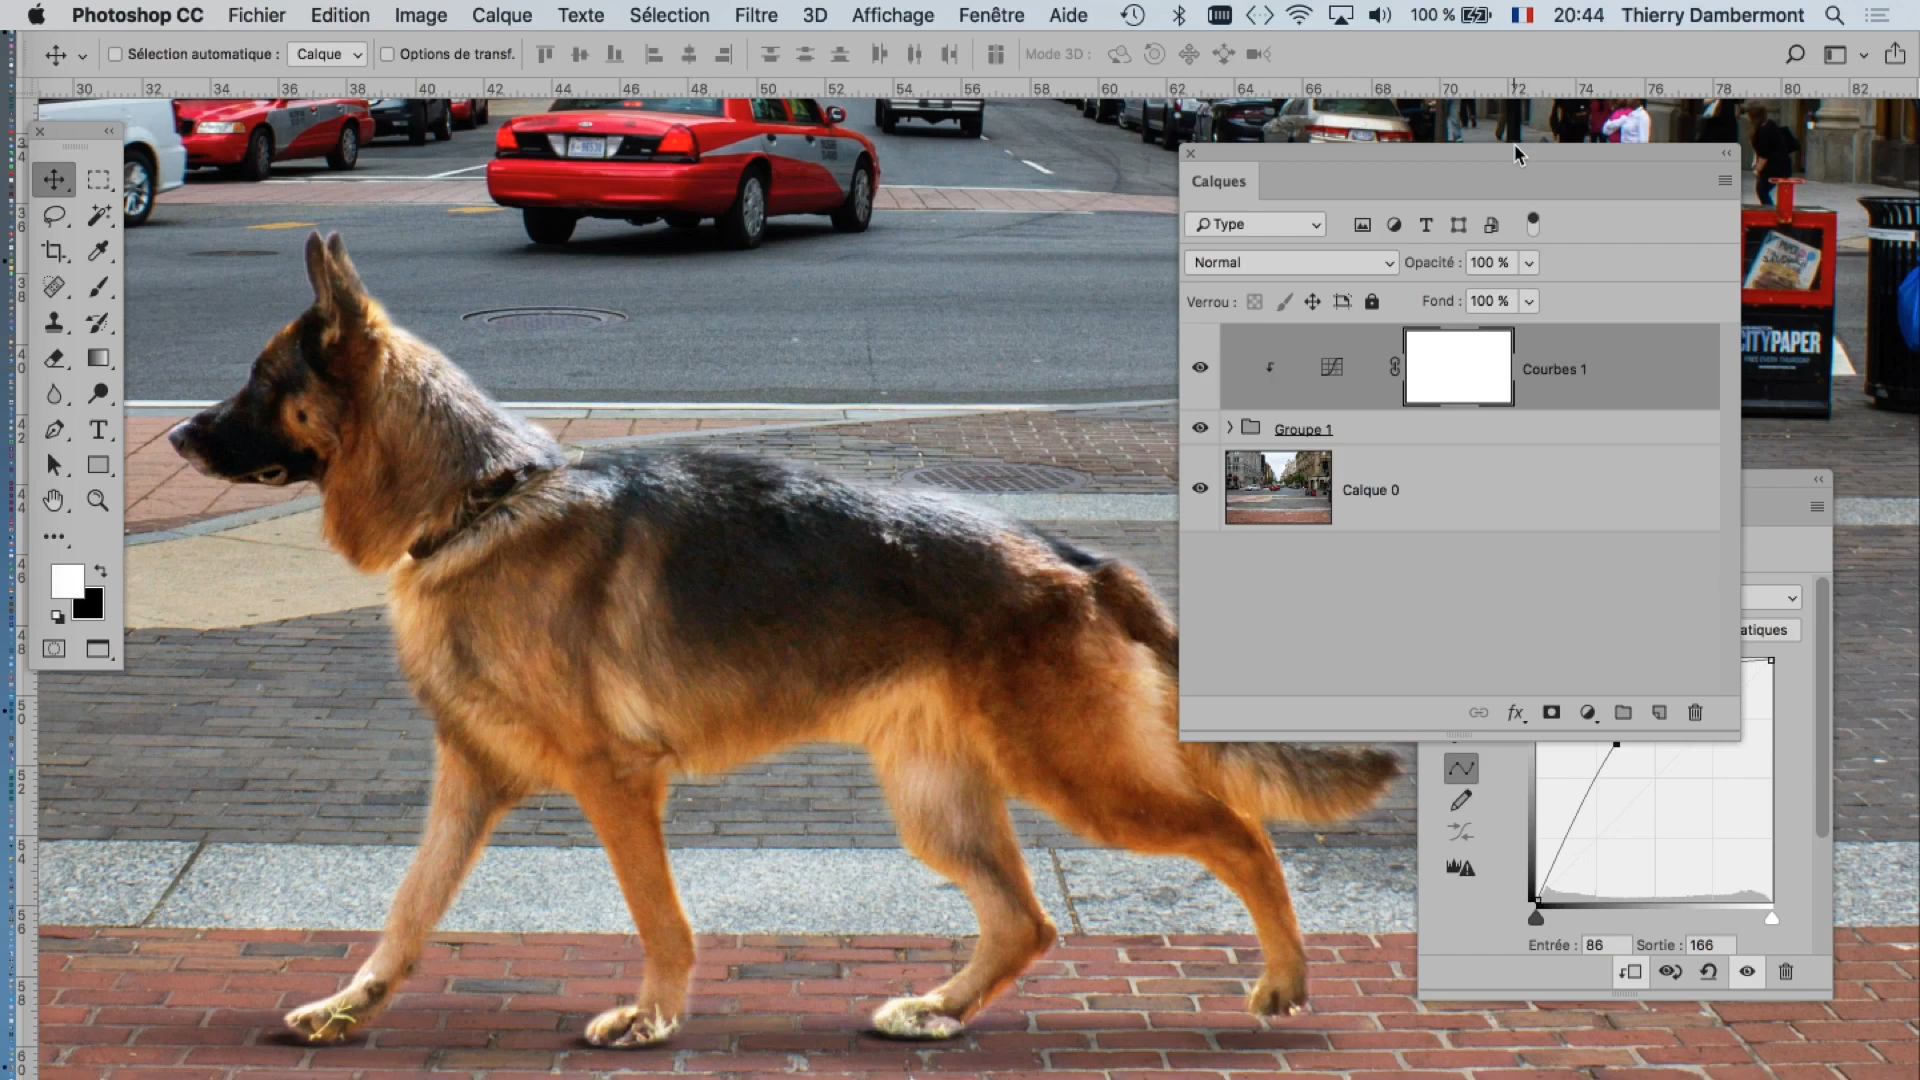 Photoshop CC Fichier Edition Image Calque Texte Sélection Filtre 3D Affichage Fenêtre Aide 100 % 20:44 Thierry Dambermont
Sélection automatique : Calque Options de transf. Mode 3D :
30 32 34 36 38 40 42 44 46 48 50 52 54 56 58 60 62 64 66 68 70 72 74 76 78 80 82
Calques
Type
Normal Opacité : 100 %
Verrou : Fond : 100 %
Courbes 1
Groupe 1
Calque 0
CITYPAPER
atiques
fx
Entrée : 86 Sortie : 166